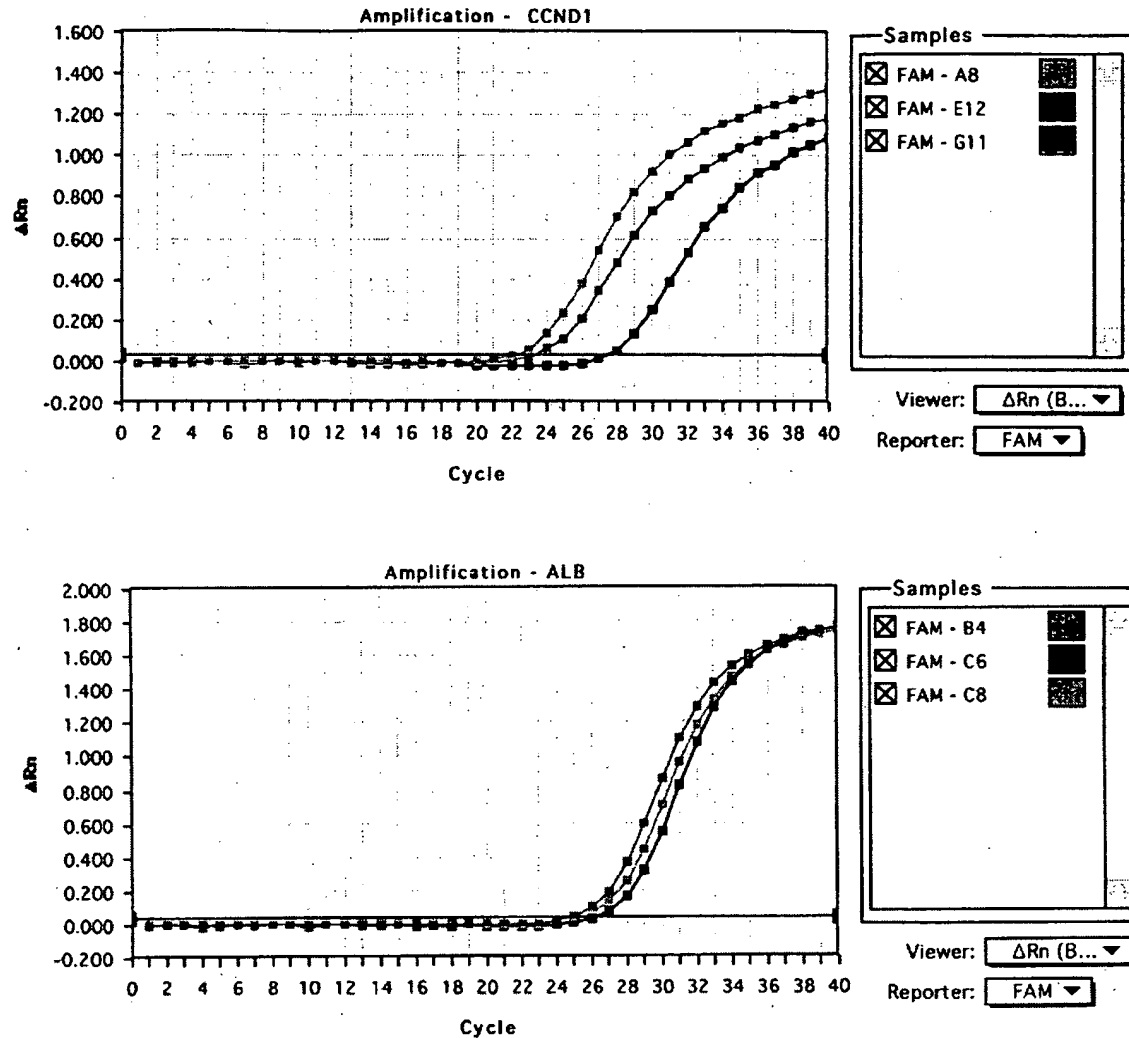 Amplification - CCND1
1.600
1.400
1.200
1.000
0.800
0.600
0.400
0.200
0.000
-0.200
ΔRn
0 2 4 6 8 10 12 14 16 18 20 22 24 26 28 30 32 34 36 38 40
Cycle
Samples
FAM - A8
FAM - E12
FAM - G11
Viewer: ΔRn (B...
Reporter: FAM
Amplification - ALB
2.000
1.800
1.600
1.400
1.200
1.000
0.800
0.600
0.400
0.200
0.000
-0.200
ΔRn
0 2 4 6 8 10 12 14 16 18 20 22 24 26 28 30 32 34 36 38 40
Cycle
Samples
FAM - B4
FAM - C6
FAM - C8
Viewer: ΔRn (B...
Reporter: FAM